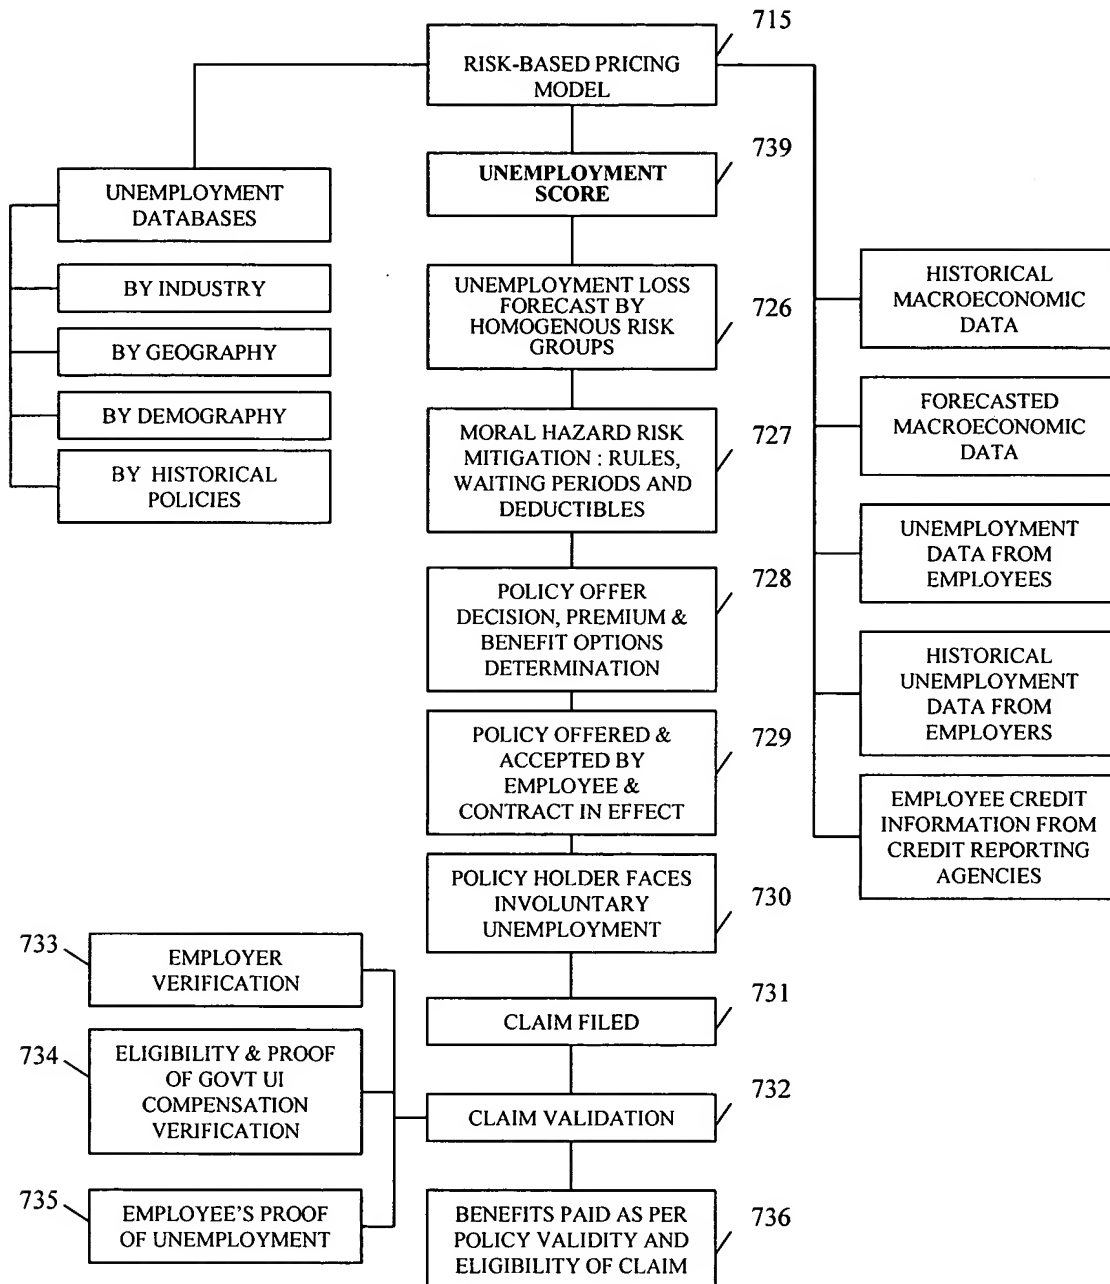 715
RISK-BASED PRICING
MODEL
739
UNEMPLOYMENT
SCORE
UNEMPLOYMENT
DATABASES
BY INDUSTRY
BY GEOGRAPHY
BY DEMOGRAPHY
BY HISTORICAL
POLICIES
UNEMPLOYMENT LOSS
FORECAST BY
HOMOGENOUS RISK
GROUPS
726
MORAL HAZARD RISK
MITIGATION : RULES,
WAITING PERIODS AND
DEDUCTIBLES
727
POLICY OFFER
DECISION, PREMIUM &
BENEFIT OPTIONS
DETERMINATION
728
POLICY OFFERED &
ACCEPTED BY
EMPLOYEE &
CONTRACT IN EFFECT
729
POLICY HOLDER FACES
INVOLUNTARY
UNEMPLOYMENT
730
CLAIM FILED
731
CLAIM VALIDATION
732
BENEFITS PAID AS PER
POLICY VALIDITY AND
ELIGIBILITY OF CLAIM
736
HISTORICAL
MACROECONOMIC
DATA
FORECASTED
MACROECONOMIC
DATA
UNEMPLOYMENT
DATA FROM
EMPLOYEES
HISTORICAL
UNEMPLOYMENT
DATA FROM
EMPLOYERS
EMPLOYEE CREDIT
INFORMATION FROM
CREDIT REPORTING
AGENCIES
733
EMPLOYER
VERIFICATION
734
ELIGIBILITY & PROOF
OF GOVT UI
COMPENSATION
VERIFICATION
735
EMPLOYEE'S PROOF
OF UNEMPLOYMENT